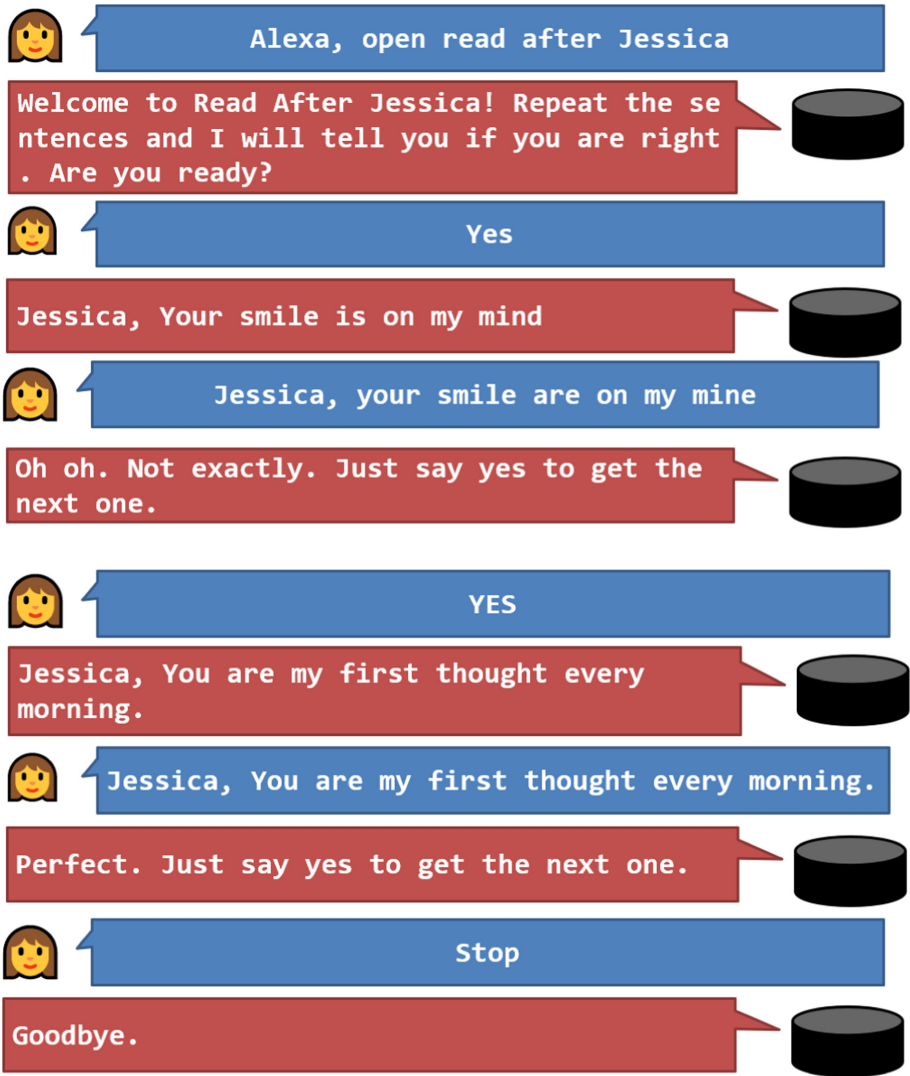 Alexa, open read after Jessica
Welcome to Read After Jessica! Repeat the se
ntences and I will tell you if you are right
. Are you ready?
Yes
Jessica, Your smile is on my mind
Jessica, your smile are on my mine
Oh oh. Not exactly. Just say yes to get the
next one.
YES
Jessica, You are my first thought every
morning.
Jessica, You are my first thought every morning.
Perfect. Just say yes to get the next one.
Stop
Goodbye.